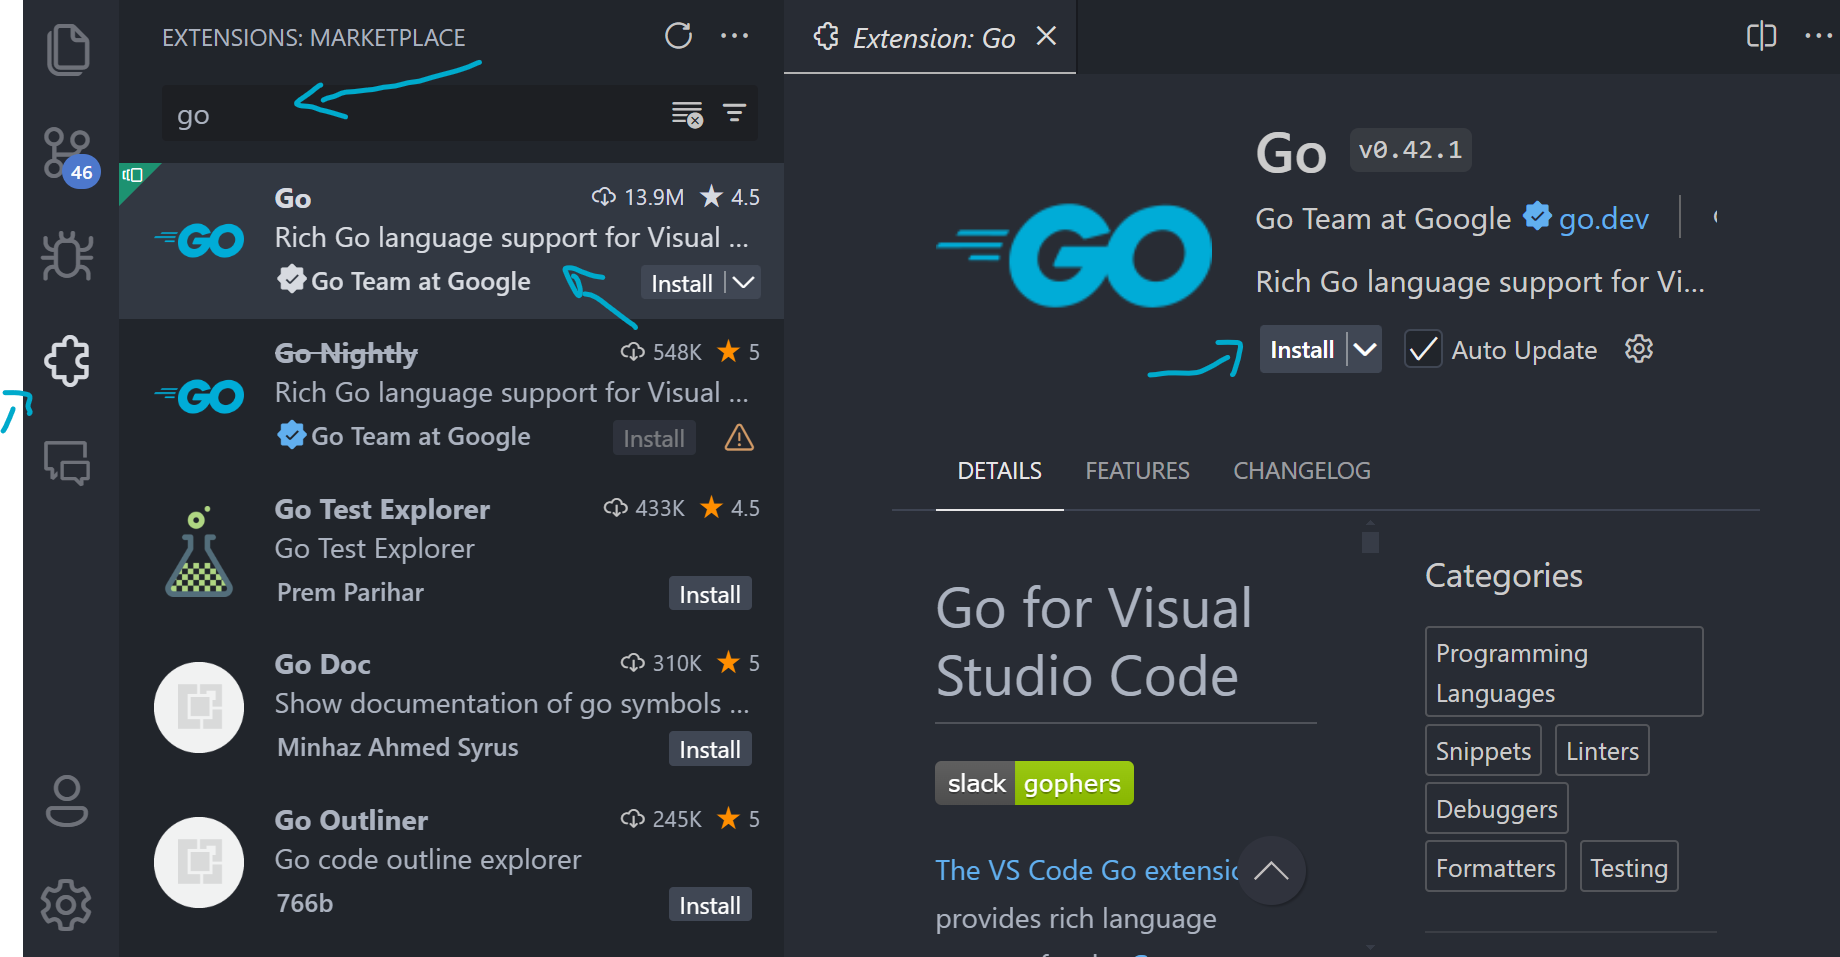 EXTENSIONS: MARKETPLACE
go
46
Go 13.9M 4.5
Rich Go language support for Visual ...
Go Team at Google Install
Go Nightly 548K 5
Rich Go language support for Visual ...
Go Team at Google Install
Go Test Explorer 433K 4.5
Go Test Explorer
Prem Parihar Install
Go Doc 310K 5
Show documentation of go symbols ...
Minhaz Ahmed Syrus Install
Go Outliner 245K 5
Go code outline explorer
766b Install
GO
GO
Extension: Go
GO
Go v0.42.1
Go Team at Google go.dev
Rich Go language support for Vi...
Install Auto Update
DETAILS FEATURES CHANGELOG
Go for Visual
Studio Code
slack gophers
The VS Code Go extensi
provides rich language
Categories
Programming
Languages
Snippets Linters
Debuggers
Formatters Testing